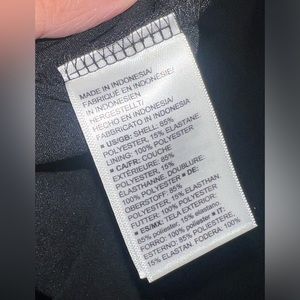 MADE IN INDONESIA/
FABRIQUÉ EN INDONÉSIE/
IN INDONESIEN
HERGESTELLT/
HECHO EN INDONESIA/
FABBRICATO IN INDONESIA
■ US/GB: SHELL: 85%
POLYESTER, 15% ELASTANE.
LINING: 100% POLYESTER
■ CA/FR: COUCHE
EXTÉRIEURE: 85%
POLYESTER, 15%
ÉLASTHANNE. DOUBLURE:
100% POLYESTER ■ DE:
OBERSTOFF: 85%
POLYESTER, 15% ELASTHAN
FUTTER: 100% POLYESTER
■ ES/MX: TELA EXTERIOR:
85% poliéster, 15% elastano.
FORRO: 100% poliéster ■ IT:
ESTERNO: 85% POLIESTERE,
15% ELASTAN. FODERA: 100%